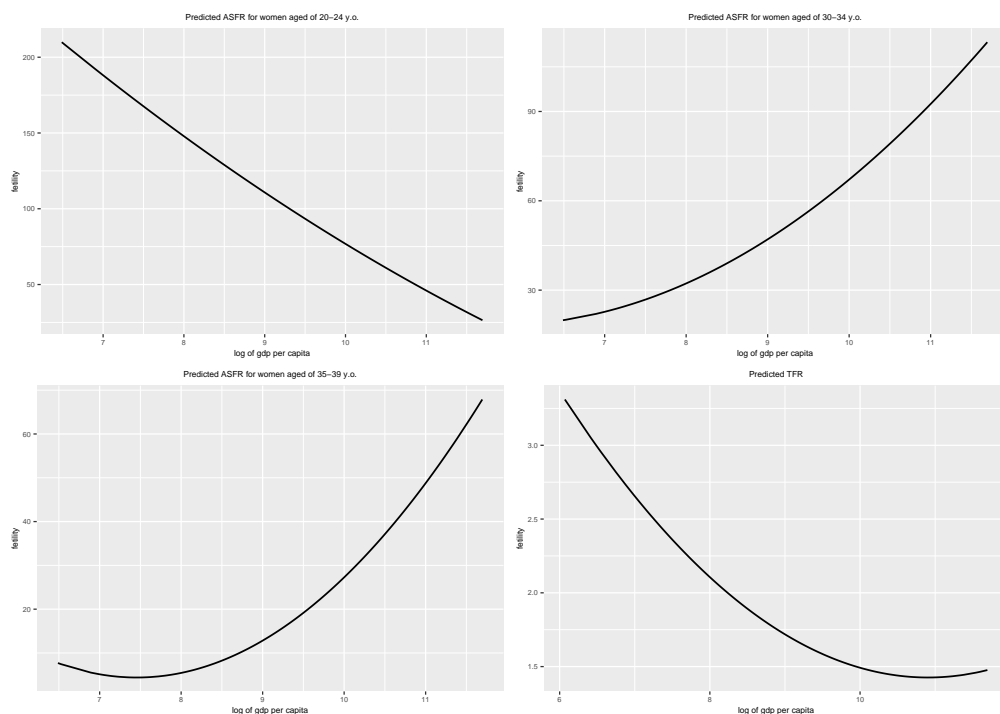 Predicted ASFR for women aged of 20–24 y.o.
200
150
100
50
fetility
7 8 9 10 11
log of gdp per capita
Predicted ASFR for women aged of 30–34 y.o.
90
60
30
fetility
7 8 9 10 11
log of gdp per capita
Predicted ASFR for women aged of 35–39 y.o.
60
40
20
fetility
7 8 9 10 11
log of gdp per capita
Predicted TFR
3.0
2.5
2.0
1.5
fetility
6 8 10
log of gdp per capita